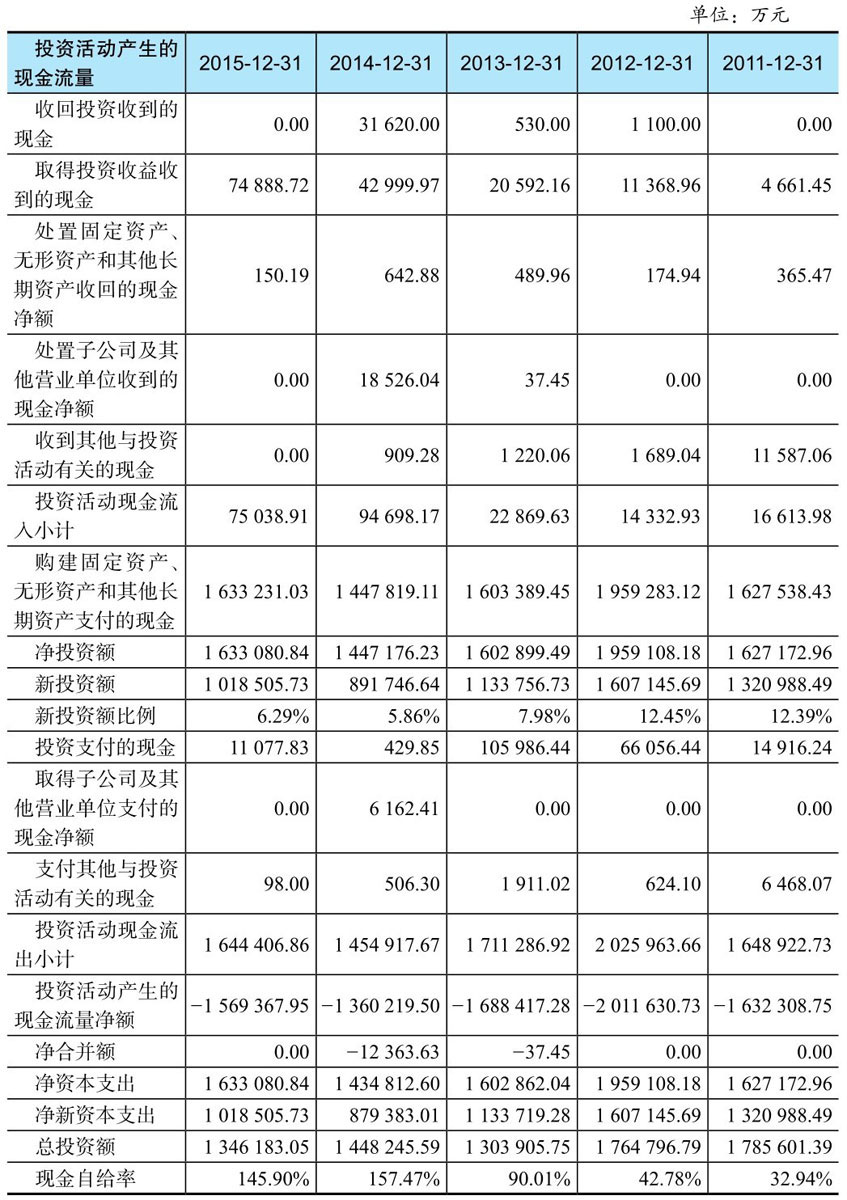 单位：万元
投资活动产生的 2015-12-31 2014-12-31 2013-12-31 2012-12-31 2011-12-31
现金流量
收回投资收到的 0.00 31 620.00 530.00 1 100.00 0.00
现金
取得投资收益收 74 888.72 42 999.97 20 592.16 11 368.96 4 661.45
到的现金
处置固定资产、
无形资产和其他长 150.19 642.88 489.96 174.94 365.47
期资产收回的现金
净额
处置子公司及其
他营业单位收到的 0.00 18 526.04 37.45 0.00 0.00
现金净额
收到其他与投资 0.00 909.28 1 220.06 1 689.04 11 587.06
活动有关的现金
投资活动现金流 75 038.91 94 698.17 22 869.63 14 332.93 16 613.98
入小计
购建固定资产、
无形资产和其他长 1 633 231.03 1 447 819.11 1 603 389.45 1 959 283.12 1 627 538.43
期资产支付的现金
净投资额 1 633 080.84 1 447 176.23 1 602 899.49 1 959 108.18 1 627 172.96
新投资额 1 018 505.73 891 746.64 1 133 756.73 1 607 145.69 1 320 988.49
新投资额比例 6.29% 5.86% 7.98% 12.45% 12.39%
投资支付的现金 11 077.83 429.85 105 986.44 66 056.44 14 916.24
取得子公司及其
他营业单位支付的 0.00 6 162.41 0.00 0.00 0.00
现金净额
支付其他与投资 98.00 506.30 1 911.02 624.10 6 468.07
活动有关的现金
投资活动现金流 1 644 406.86 1 454 917.67 1 711 286.92 2 025 963.66 1 648 922.73
出小计
投资活动产生的 −1 569 367.95 −1 360 219.50 −1 688 417.28 −2 011 630.73 −1 632 308.75
现金流量净额
净合并额 0.00 −12 363.63 −37.45 0.00 0.00
净资本支出 1 633 080.84 1 434 812.60 1 602 862.04 1 959 108.18 1 627 172.96
净新资本支出 1 018 505.73 879 383.01 1 133 719.28 1 607 145.69 1 320 988.49
总投资额 1 346 183.05 1 448 245.59 1 303 905.75 1 764 796.79 1 785 601.39
现金自给率 145.90% 157.47% 90.01% 42.78% 32.94%